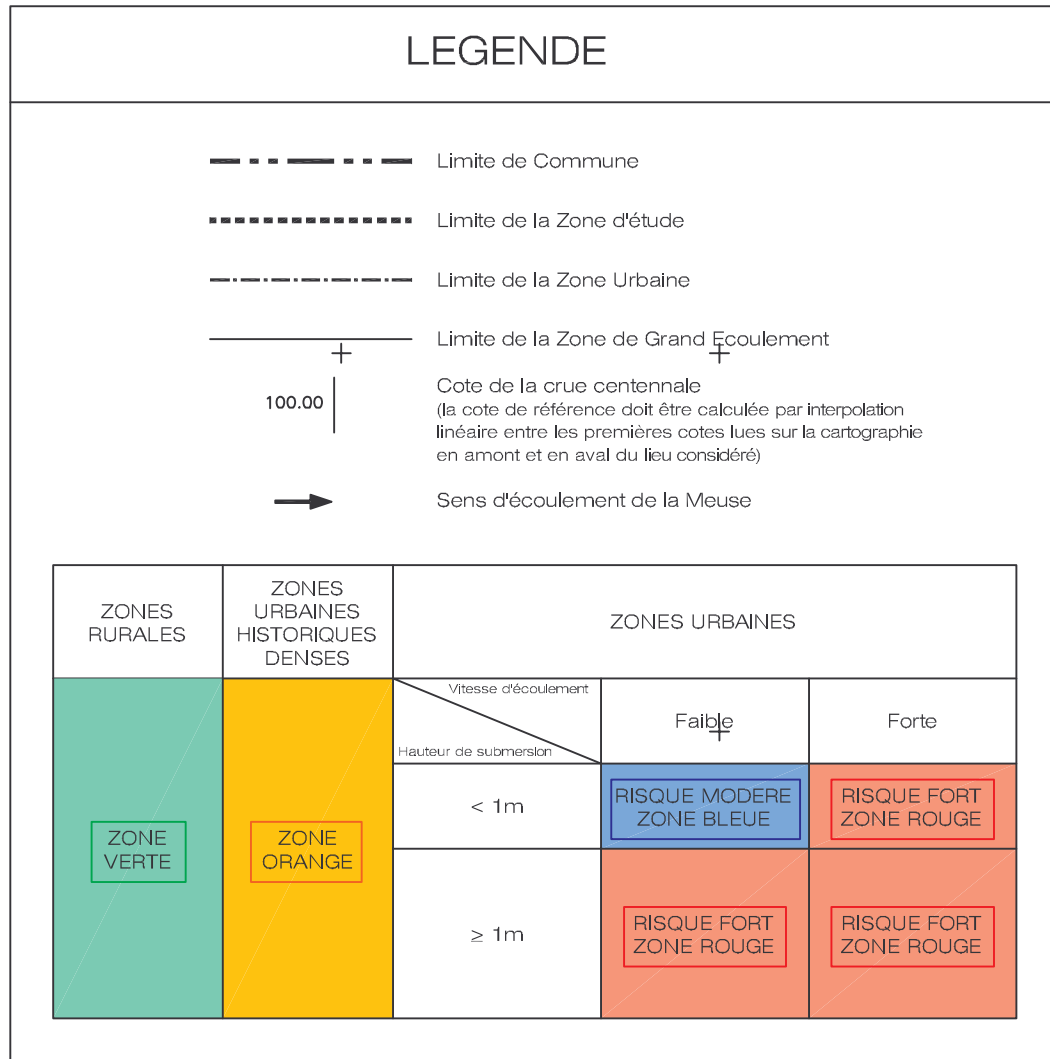 LEGENDE
Limite de Commune
Limite de la Zone d'étude
Limite de la Zone Urbaine
Limite de la Zone de Grand Ecoulement
100.00
Cote de la crue centennale
(la cote de référence doit être calculée par interpolation
linéaire entre les premières cotes lues sur la cartographie
en amont et en aval du lieu considéré)
Sens d'écoulement de la Meuse
ZONES
RURALES
ZONES
URBAINES
HISTORIQUES
DENSES
ZONES URBAINES
Vitesse d'écoulement
Hauteur de submersion
Faible
Forte
< 1m
RISQUE MODERE
ZONE BLEUE
RISQUE FORT
ZONE ROUGE
ZONE
VERTE
ZONE
ORANGE
≥ 1m
RISQUE FORT
ZONE ROUGE
RISQUE FORT
ZONE ROUGE